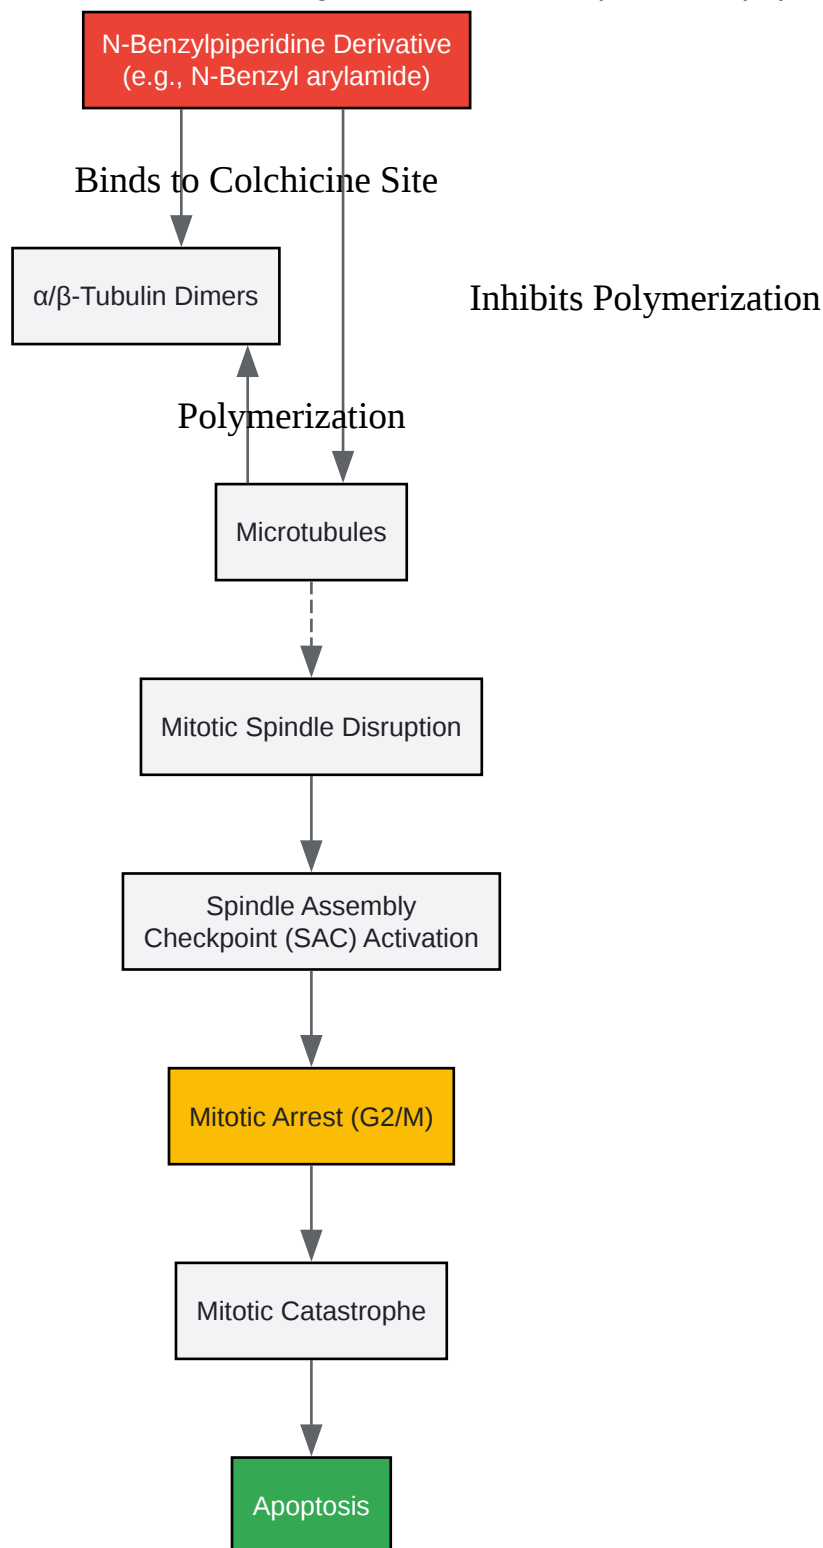 N-Benzylpiperidine Derivative
(e.g., N-Benzyl arylamide)
Binds to Colchicine Site
α/β-Tubulin Dimers
Inhibits Polymerization
Polymerization
Microtubules
Mitotic Spindle Disruption
Spindle Assembly
Checkpoint (SAC) Activation
Mitotic Arrest (G2/M)
Mitotic Catastrophe
Apoptosis